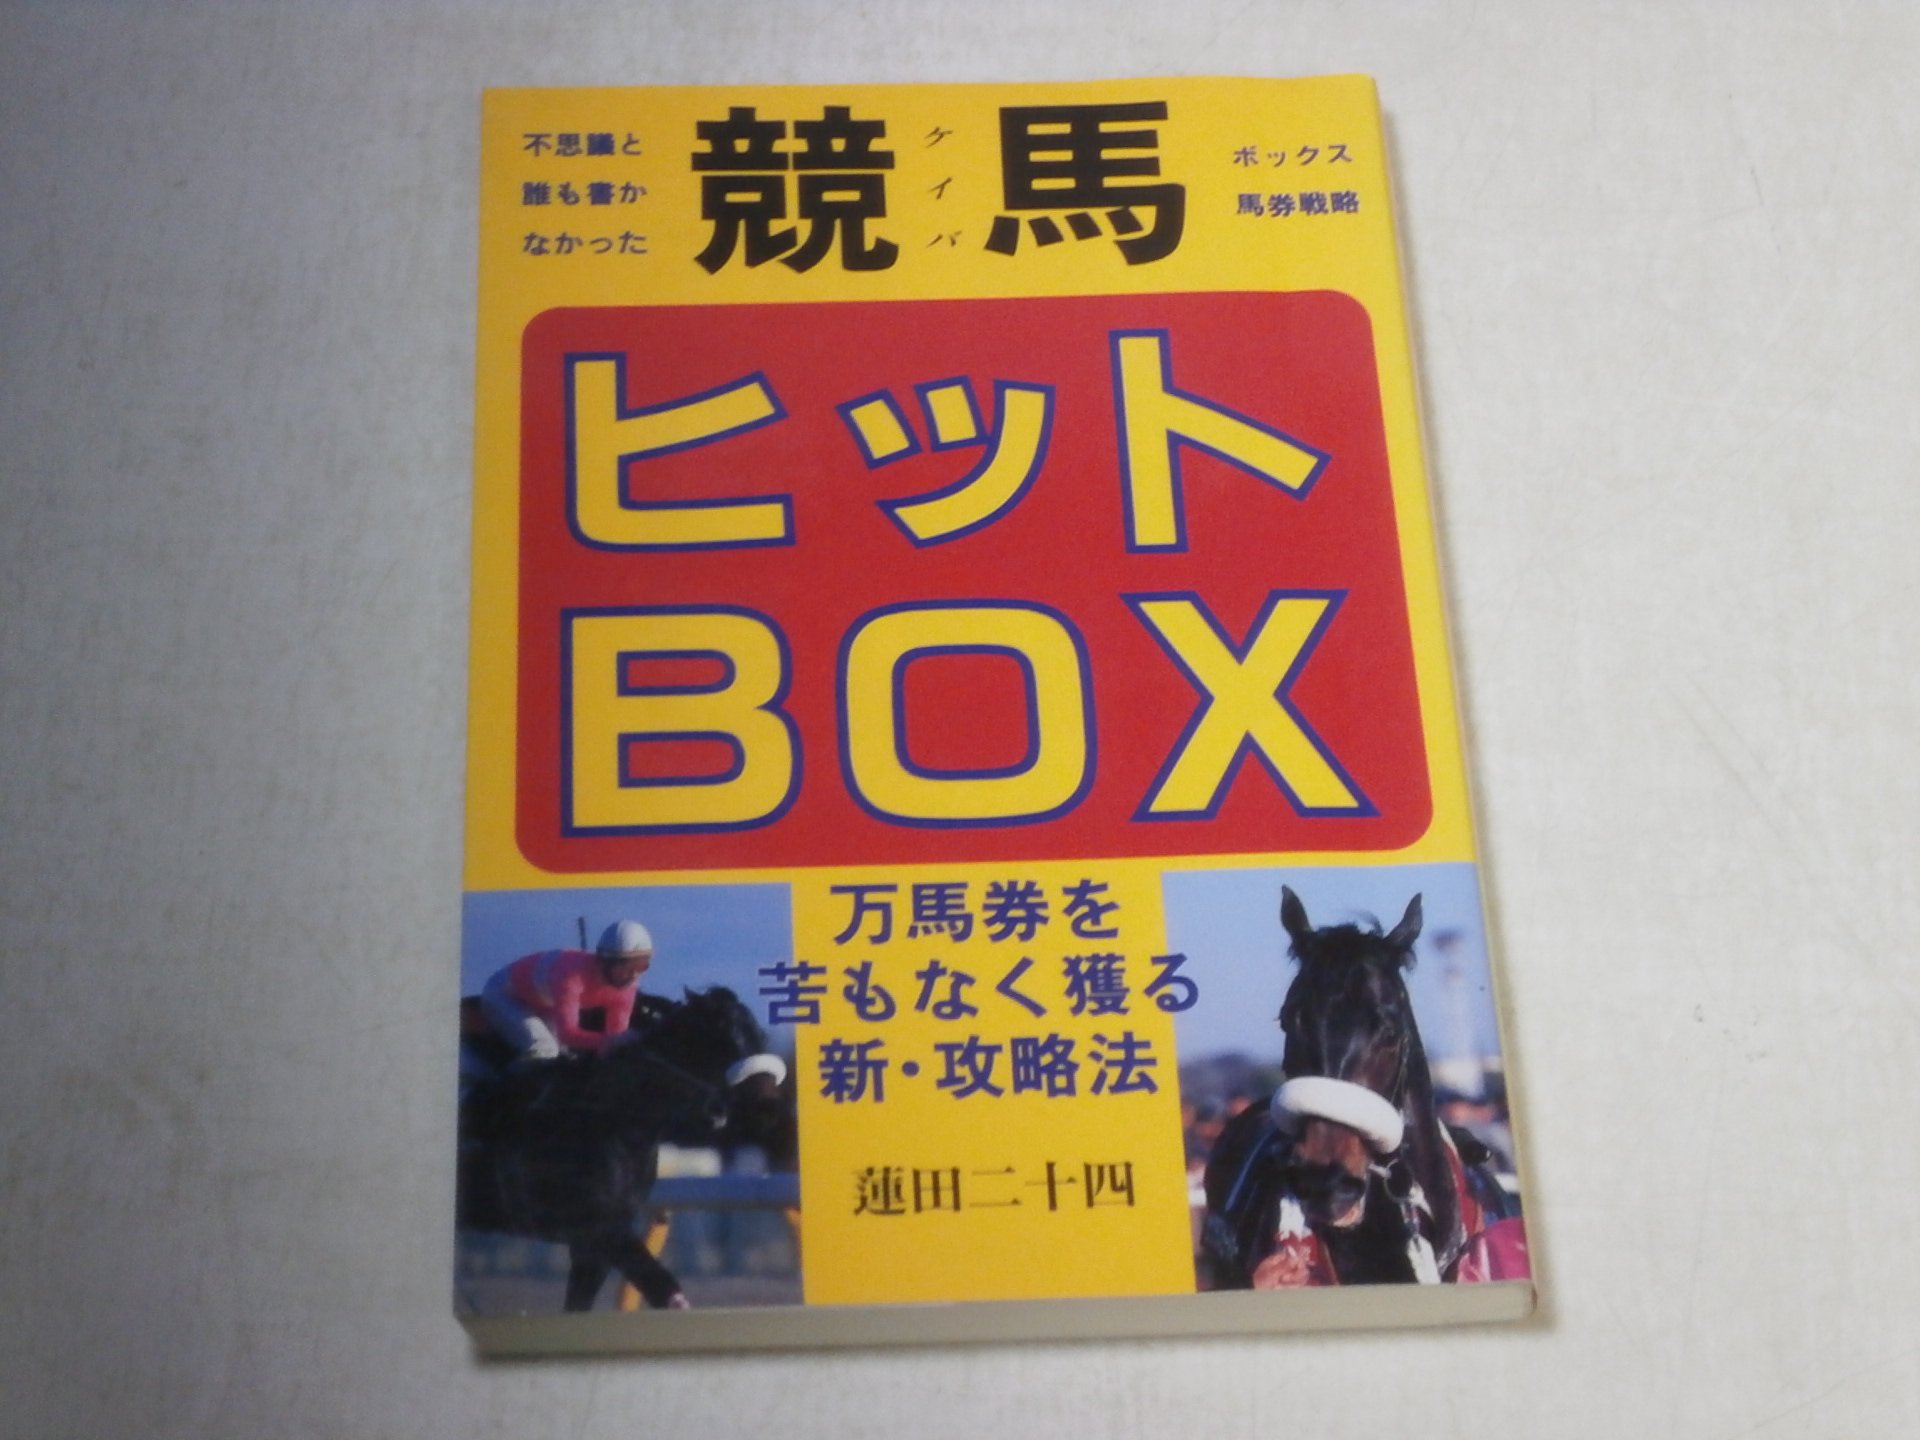 不思議と
誰も書か
なかった
競馬
ケイバ
ボックス
馬券戦略
ヒット
BOX
万馬券を
苦もなく獲る
新・攻略法
蓮田二十四